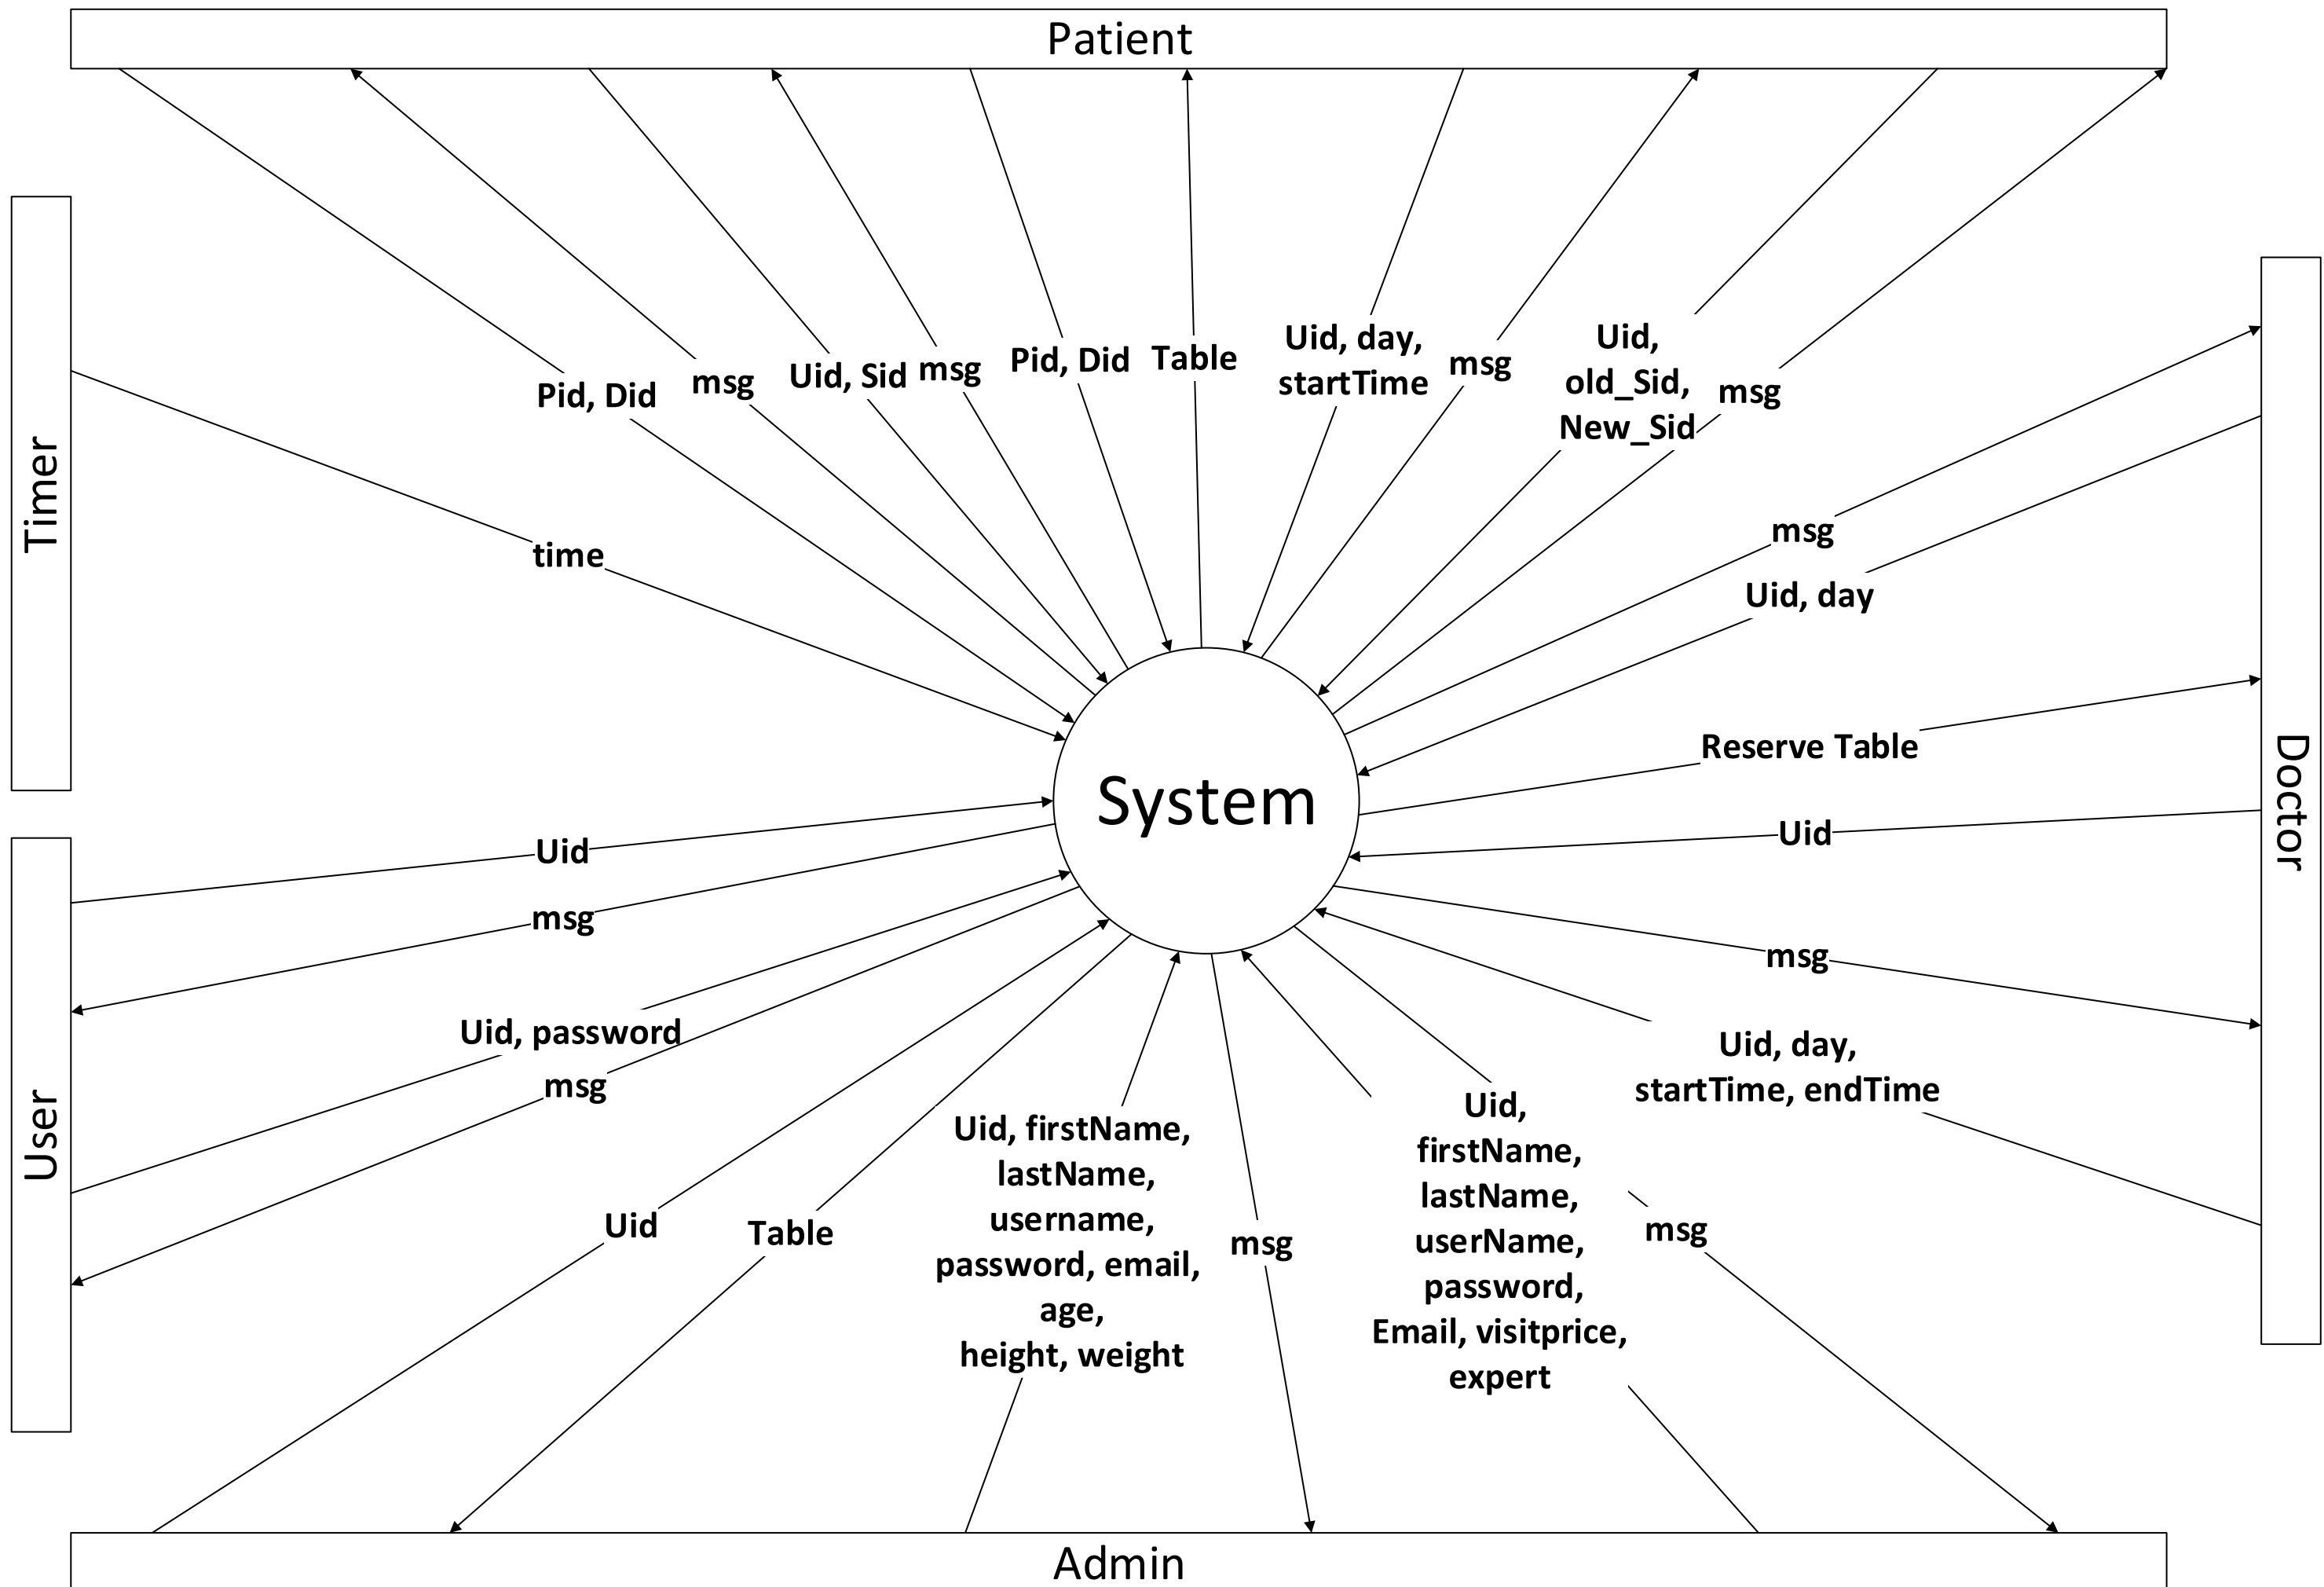 Patient
Uid, day,
startTime
Uid,
old_Sid,
New_Sid
Pid, Did
msg
Uid, Sid
msg
Pid, Did
Table
msg
msg
Timer
time
msg
Uid, day
Reserve Table
Doctor
System
Uid
Uid
msg
msg
Uid, password
msg
User
Uid, day,
startTime, endTime
Uid
Table
Uid, firstName,
lastName,
username,
password, email,
age,
height, weight
msg
Uid,
firstName,
lastName,
userName,
password,
Email, visitprice,
expert
msg
Admin